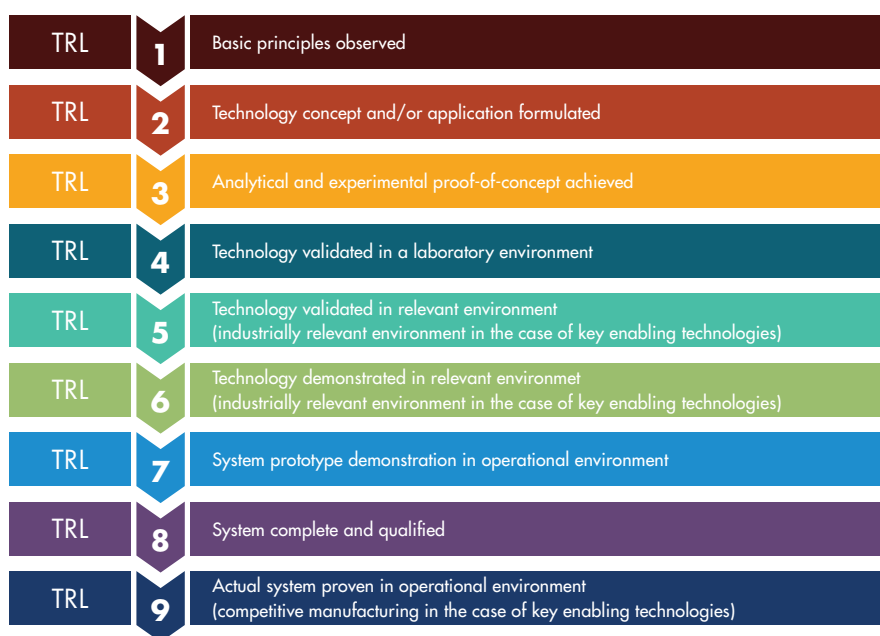 TRL 1 Basic principles observed
TRL 2 Technology concept and/or application formulated
TRL 3 Analytical and experimental proof-of-concept achieved
TRL 4 Technology validated in a laboratory environment
TRL 5 Technology validated in relevant environment
(industrially relevant environment in the case of key enabling technologies)
TRL 6 Technology demonstrated in relevant environmet
(industrially relevant environment in the case of key enabling technologies)
TRL 7 System prototype demonstration in operational environment
TRL 8 System complete and qualified
TRL 9 Actual system proven in operational environment
(competitive manufacturing in the case of key enabling technologies)